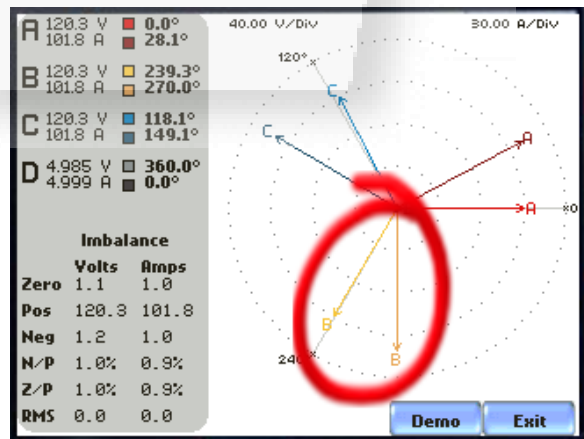 40.00 V/Div 30.00 A/Div
A 120.3 V 0.0°
101.8 A 28.1°
B 120.3 V 239.3°
101.8 A 270.0°
C 120.3 V 118.1°
101.8 A 149.1°
D 4.985 V 360.0°
4.999 A 0.0°
Imbalance
Volts Amps
Zero 1.1 1.0
Pos 120.3 101.8
Neg 1.2 1.0
N/P 1.0% 0.9%
Z/P 1.0% 0.9%
RMS 0.0 0.0
120°
C
C
A
A
0
B
B
240°
Demo Exit